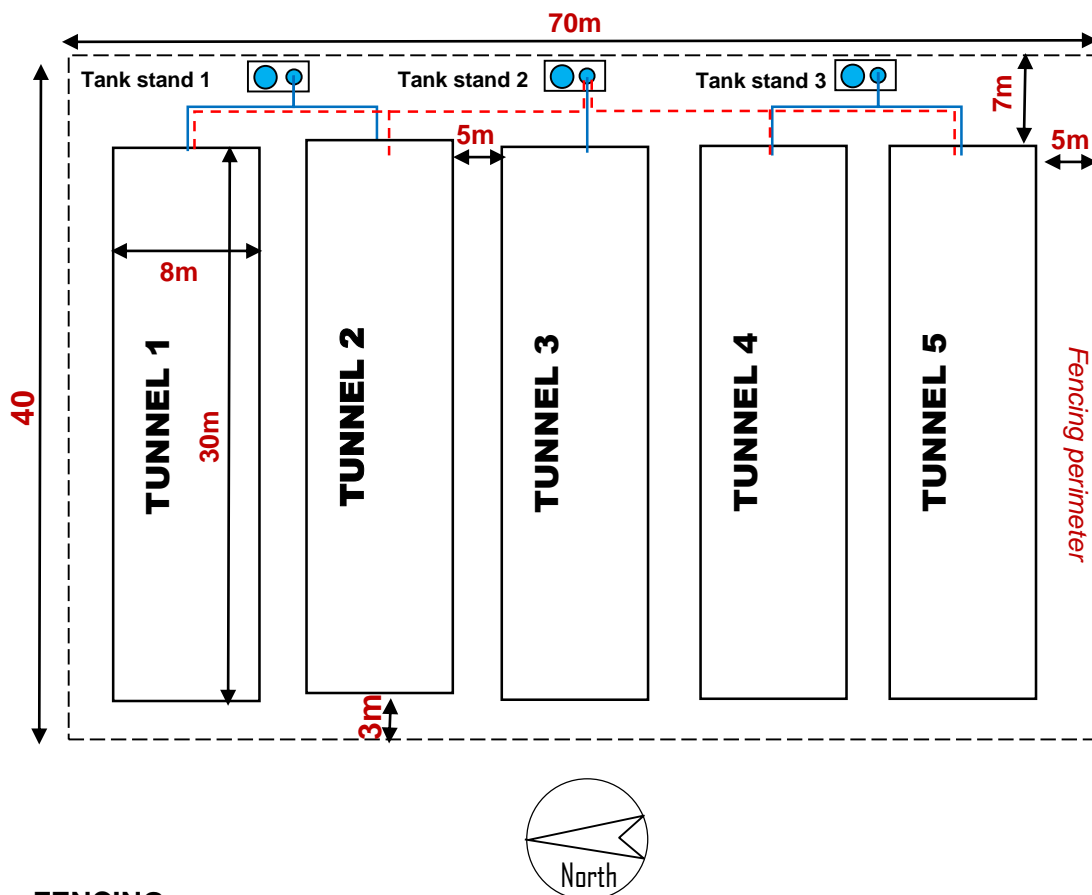 70m
Tank stand 1
Tank stand 2
Tank stand 3
7m
5m
5m
8m
30m
40
TUNNEL 1
TUNNEL 2
TUNNEL 3
TUNNEL 4
TUNNEL 5
Fencing perimeter
3m
North